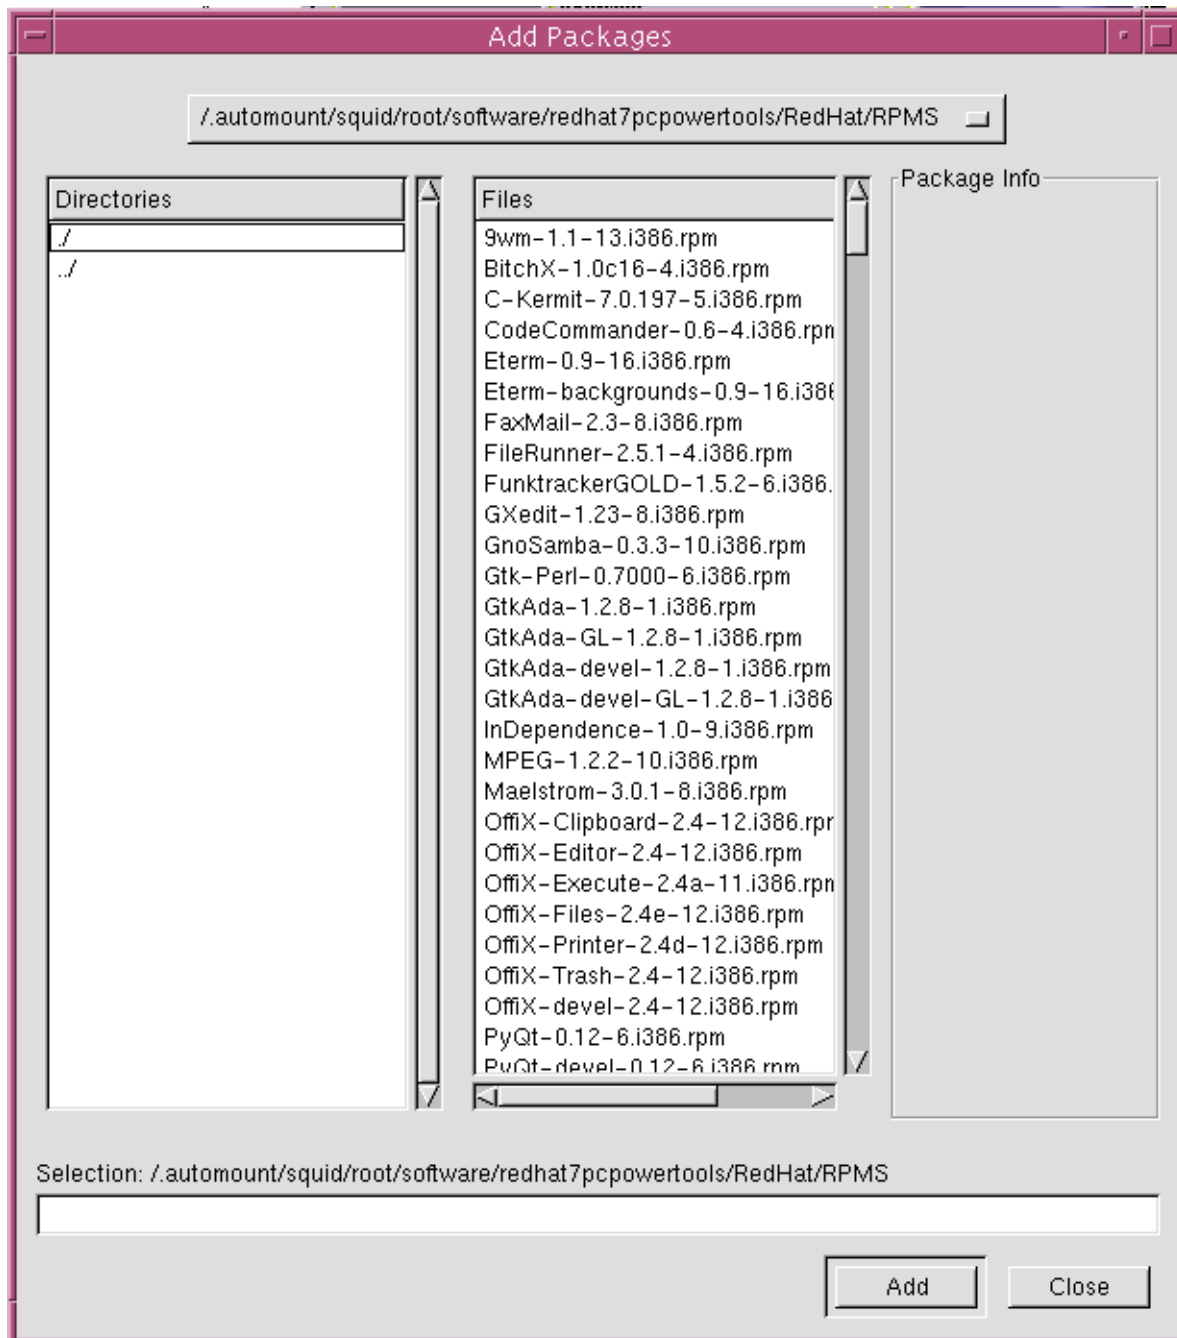 Add Packages
/.automount/squid/root/software/redhat7pcpowertools/RedHat/RPMS
Directories
./
../
Files
9wm-1.1-13.i386.rpm
BitchX-1.0c16-4.i386.rpm
C-Kermit-7.0.197-5.i386.rpm
CodeCommander-0.6-4.i386.rpm
Eterm-0.9-16.i386.rpm
Eterm-backgrounds-0.9-16.i386
FaxMail-2.3-8.i386.rpm
FileRunner-2.5.1-4.i386.rpm
FunktrackerGOLD-1.5.2-6.i386.
GXedit-1.23-8.i386.rpm
GnoSamba-0.3.3-10.i386.rpm
Gtk-Perl-0.7000-6.i386.rpm
GtkAda-1.2.8-1.i386.rpm
GtkAda-GL-1.2.8-1.i386.rpm
GtkAda-devel-1.2.8-1.i386.rpm
GtkAda-devel-GL-1.2.8-1.i386
InDependence-1.0-9.i386.rpm
MPEG-1.2.2-10.i386.rpm
Maelstrom-3.0.1-8.i386.rpm
OffiX-Clipboard-2.4-12.i386.rpr
OffiX-Editor-2.4-12.i386.rpm
OffiX-Execute-2.4a-11.i386.rpm
OffiX-Files-2.4e-12.i386.rpm
OffiX-Printer-2.4d-12.i386.rpm
OffiX-Trash-2.4-12.i386.rpm
OffiX-devel-2.4-12.i386.rpm
PyQt-0.12-6.i386.rpm
PyQt-devel-0.12-6.i386.rpm
Package Info
Selection: /.automount/squid/root/software/redhat7pcpowertools/RedHat/RPMS
Add
Close